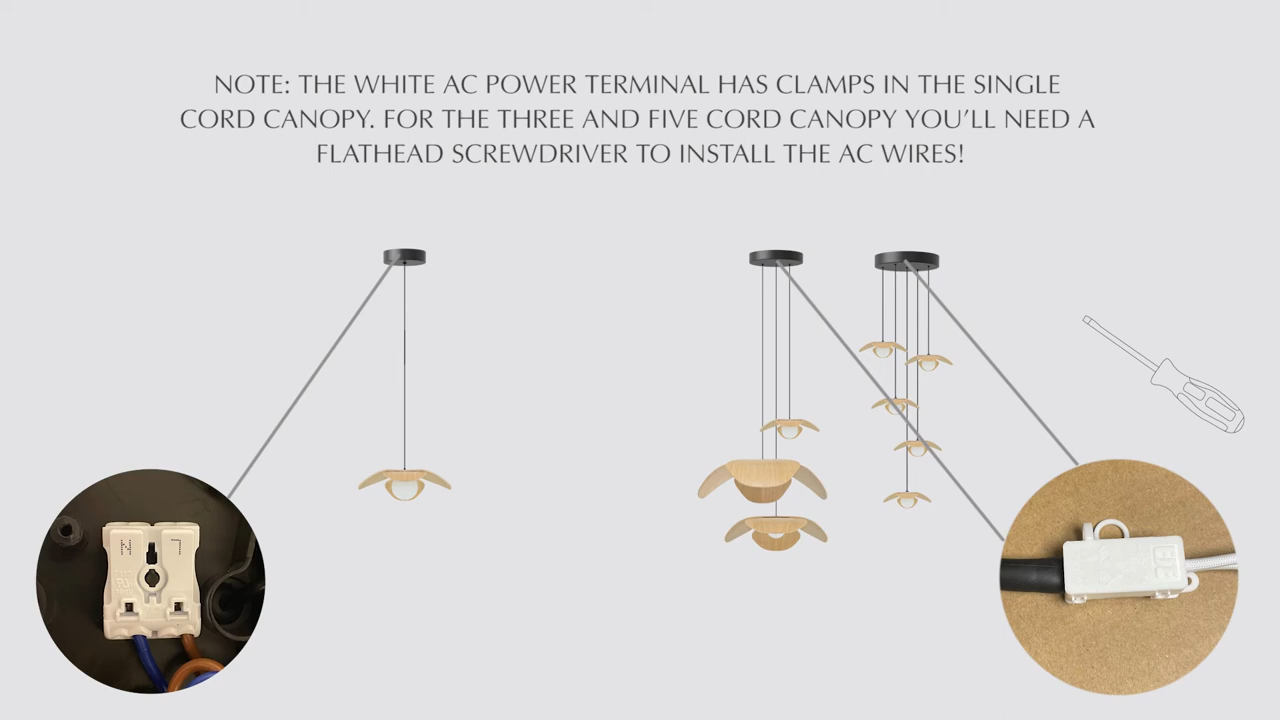 NOTE: THE WHITE AC POWER TERMINAL HAS CLAMPS IN THE SINGLE
CORD CANOPY. FOR THE THREE AND FIVE CORD CANOPY YOU'LL NEED A
FLATHEAD SCREWDRIVER TO INSTALL THE AC WIRES!